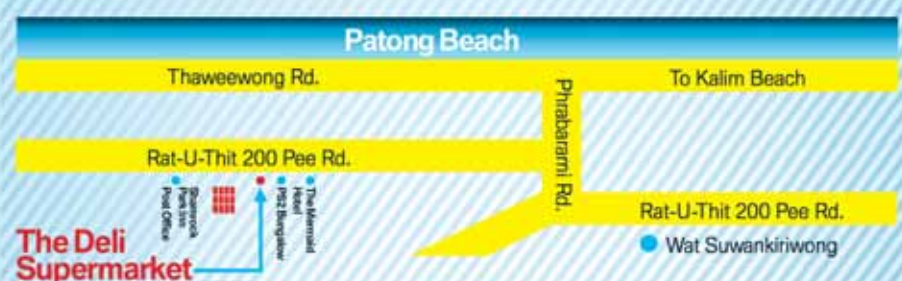 Patong Beach
Thaweewong Rd.
To Kalim Beach
Phrabarami Rd.
Rat-U-Thit 200 Pee Rd.
Shamrock
Park Inn
Post Office
PS2 Bangalow
The Mermaid
Hotel
Rat-U-Thit 200 Pee Rd.
Wat Suwankiriwong
The Deli
Supermarket